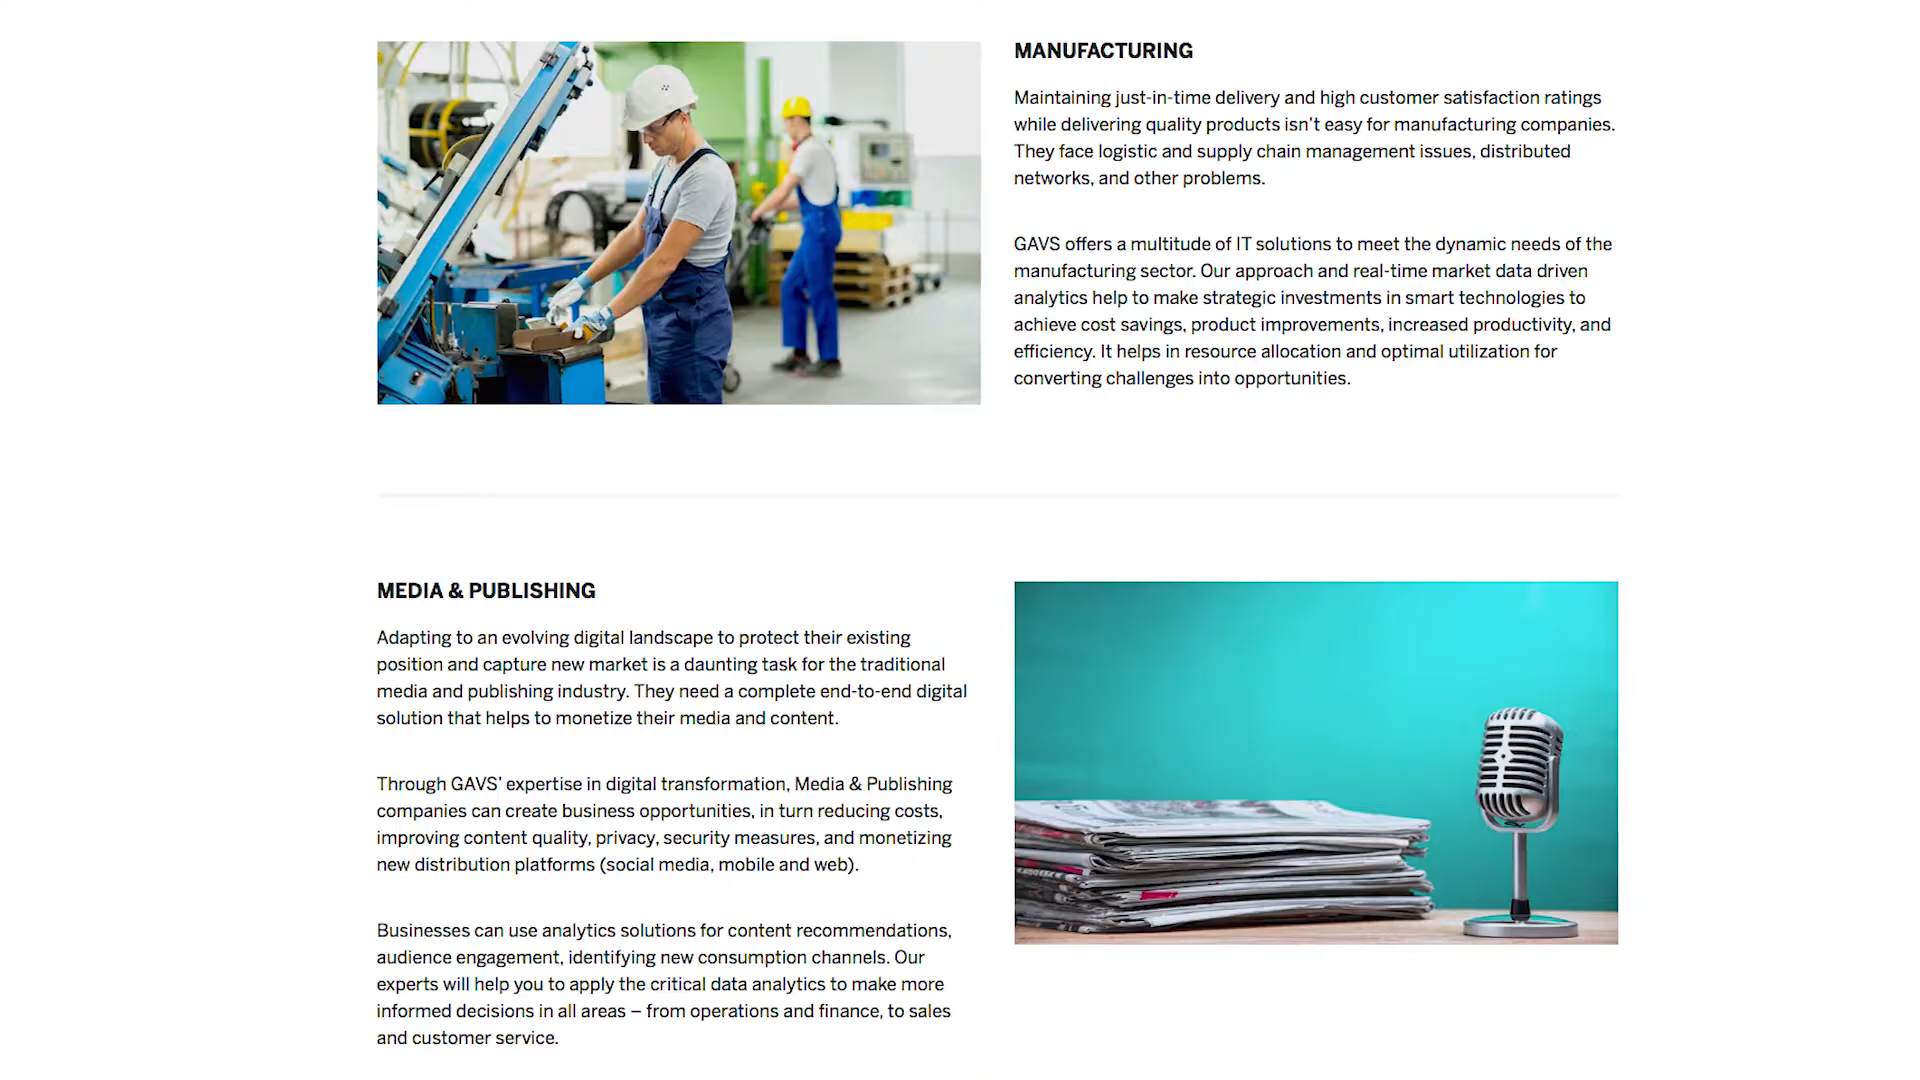 MANUFACTURING
Maintaining just-in-time delivery and high customer satisfaction ratings
while delivering quality products isn't easy for manufacturing companies.
They face logistic and supply chain management issues, distributed
networks, and other problems.
GAVS offers a multitude of IT solutions to meet the dynamic needs of the
manufacturing sector. Our approach and real-time market data driven
analytics help to make strategic investments in smart technologies to
achieve cost savings, product improvements, increased productivity, and
efficiency. It helps in resource allocation and optimal utilization for
converting challenges into opportunities.
MEDIA & PUBLISHING
Adapting to an evolving digital landscape to protect their existing
position and capture new market is a daunting task for the traditional
media and publishing industry. They need a complete end-to-end digital
solution that helps to monetize their media and content.
Through GAVS' expertise in digital transformation, Media & Publishing
companies can create business opportunities, in turn reducing costs,
improving content quality, privacy, security measures, and monetizing
new distribution platforms (social media, mobile and web).
Businesses can use analytics solutions for content recommendations,
audience engagement, identifying new consumption channels. Our
experts will help you to apply the critical data analytics to make more
informed decisions in all areas – from operations and finance, to sales
and customer service.